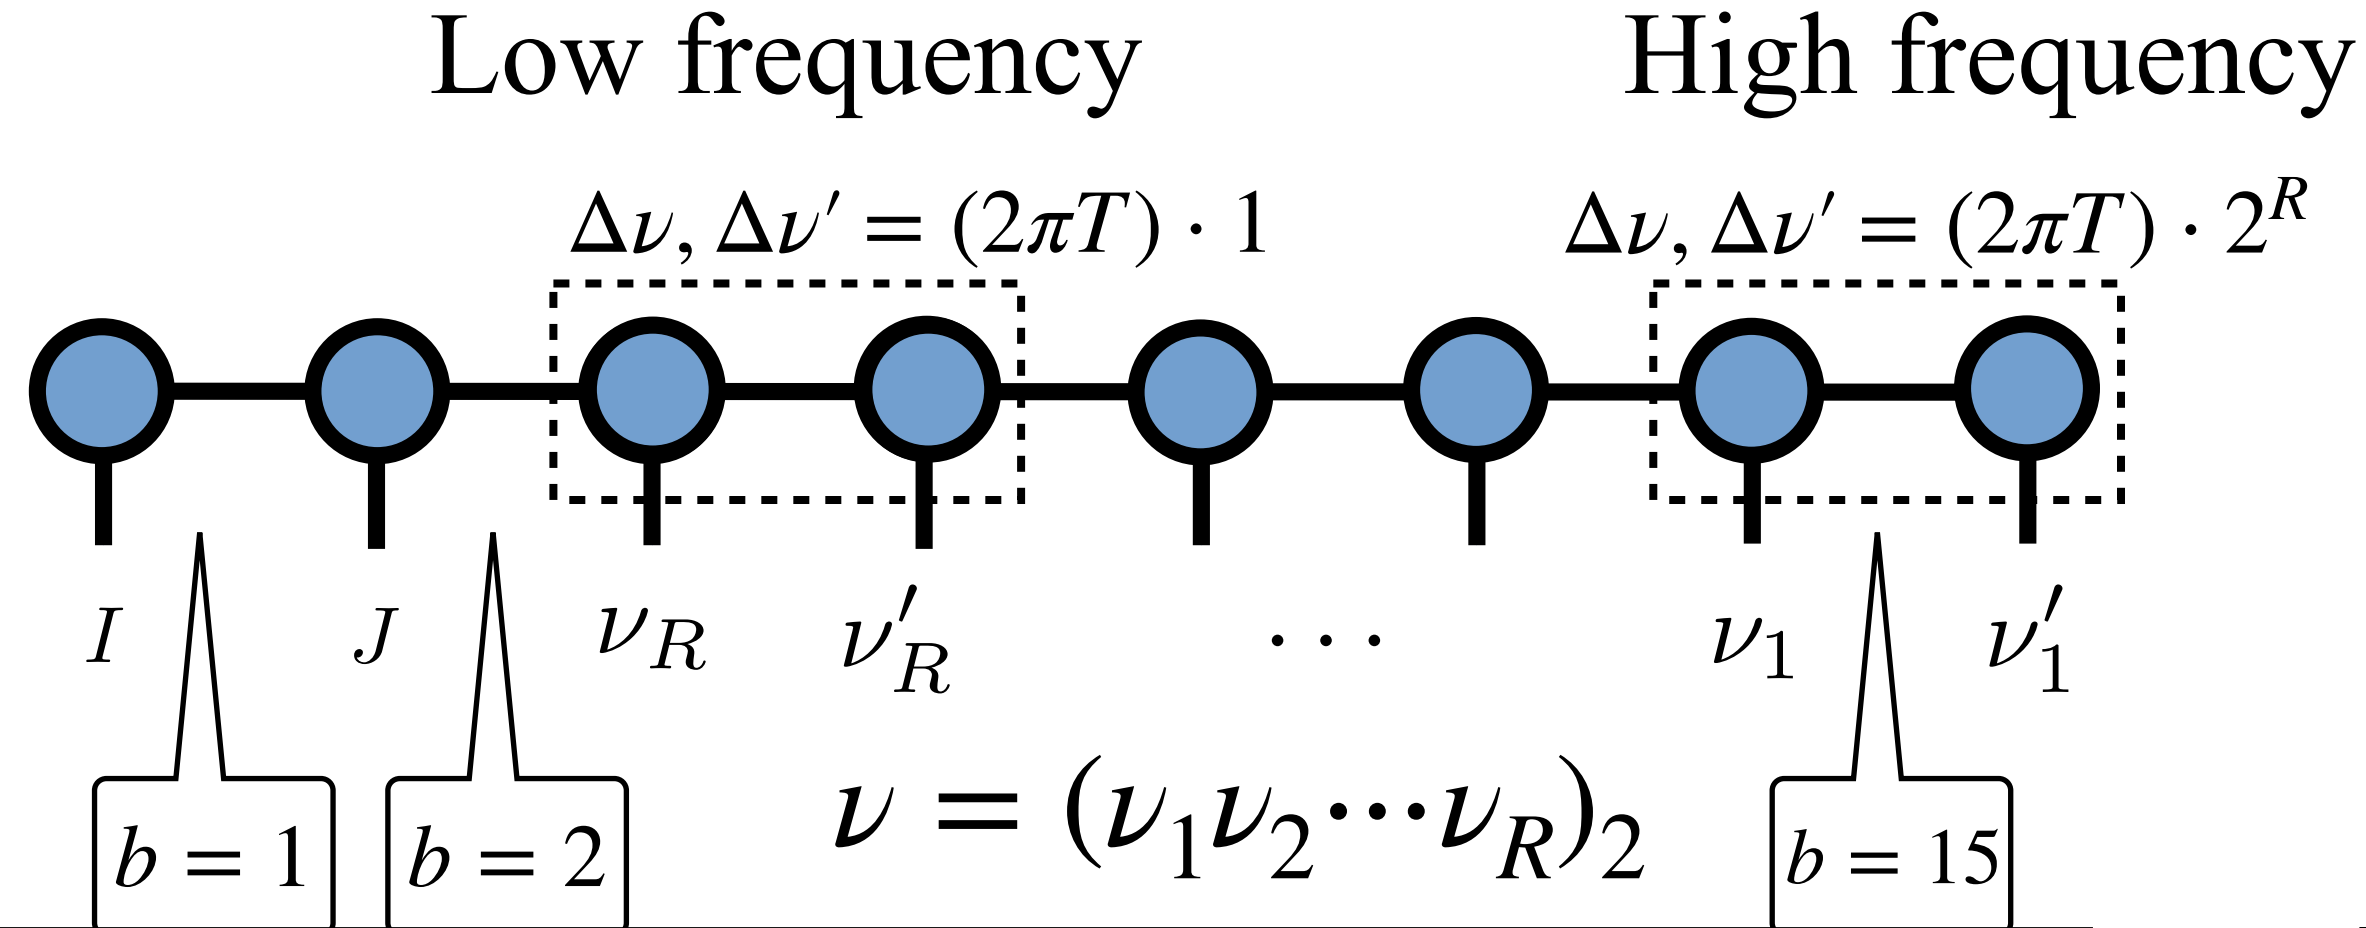 Low frequency High frequency
Δν, Δν′ = (2πT) · 1 Δν, Δν′ = (2πT) · 2^R
I J ν_R ν′_R ··· ν_1 ν′_1
ν = (ν_1ν_2···ν_R)_2
b = 1 b = 2 b = 15